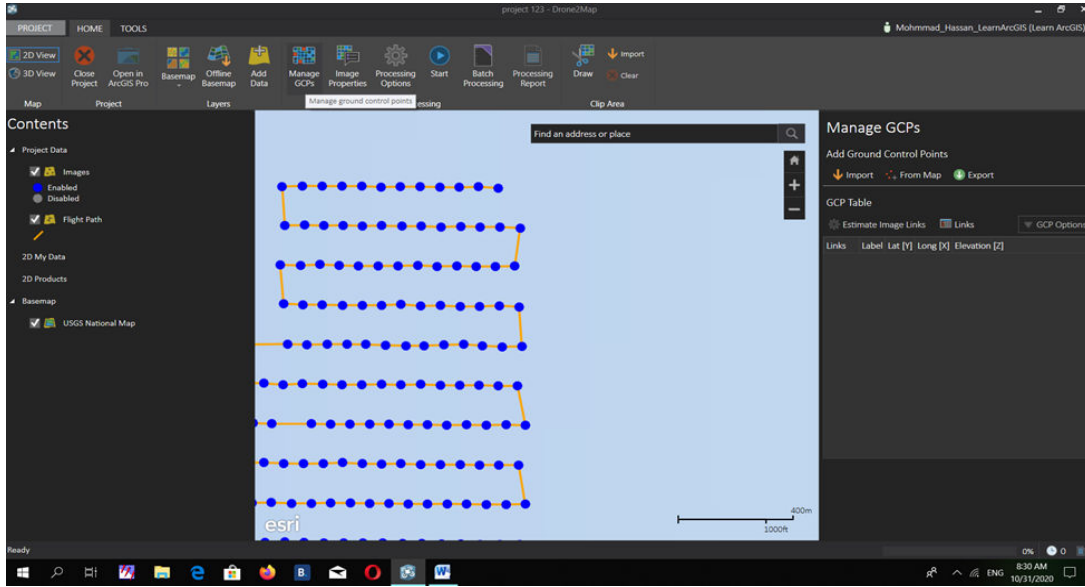 project 123 - Drone2Map
PROJECT HOME TOOLS
Mohmmad_Hassan_LearnArcGIS (Learn ArcGIS)
2D View
3D View
Map
Close Project
Open in ArcGIS Pro
Project
Basemap
Offline Basemap
Add Data
Layers
Manage GCPs
Image Properties
Processing Options
Start
Batch Processing
Processing Report
essing
Manage ground control points
Draw
Import
Clear
Clip Area
Contents
Project Data
Images
Enabled
Disabled
Flight Path
2D My Data
2D Products
Basemap
USGS National Map
Find an address or place
esri
400m
1000ft
Manage GCPs
Add Ground Control Points
Import From Map Export
GCP Table
Estimate Image Links Links GCP Options
Links Label Lat [Y] Long [X] Elevation [Z]
Ready
0% 0
B W
ENG
8:30 AM
10/31/2020